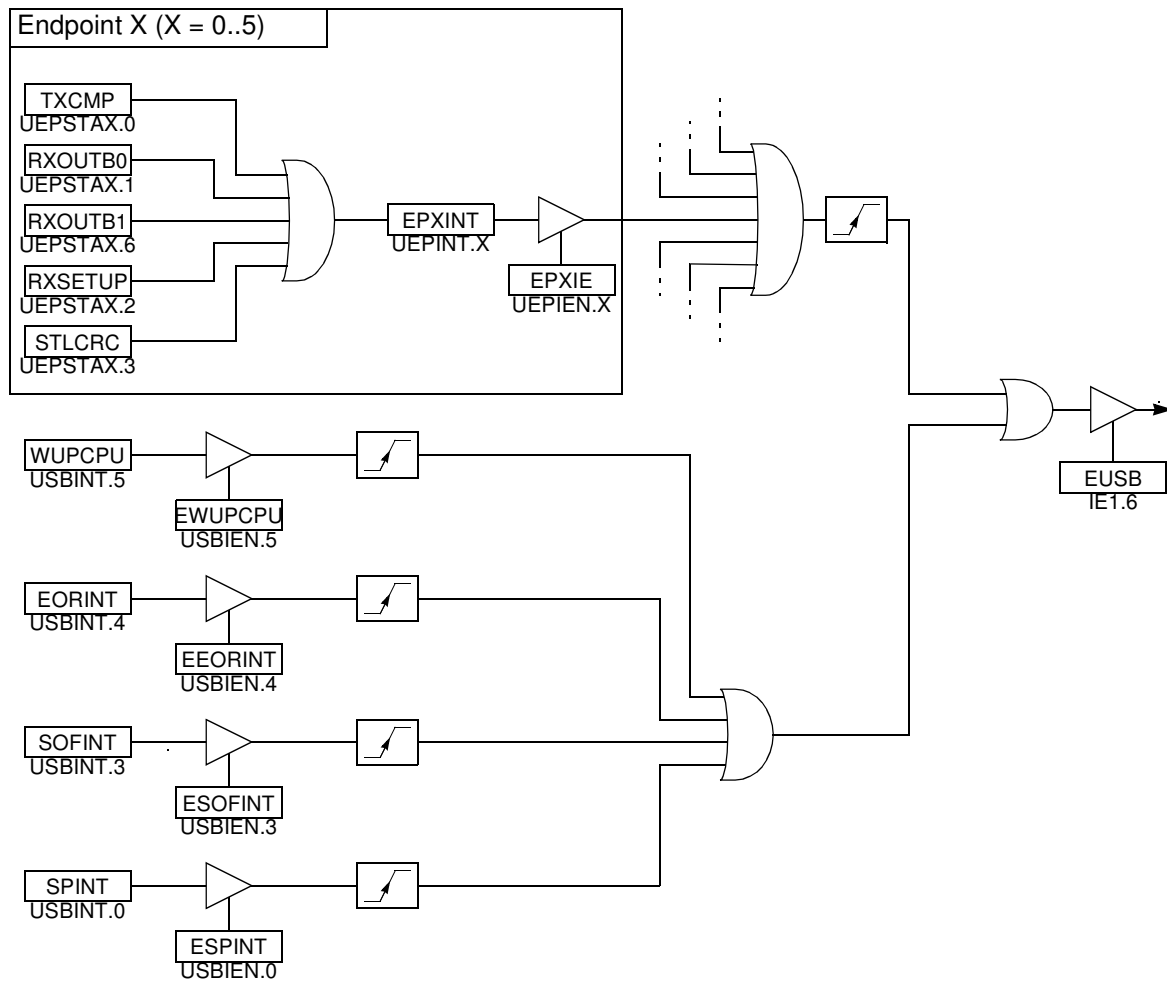 Endpoint X (X = 0..5)
TXCMP
UEPSTAX.0
RXOUTB0
UEPSTAX.1
RXOUTB1
UEPSTAX.6
RXSETUP
UEPSTAX.2
STLCRC
UEPSTAX.3
EPXINT
UEPINT.X
EPXIE
UEPIEN.X
WUPCPU
USBINT.5
EWUPCPU
USBIEN.5
EUSB
IE1.6
EORINT
USBINT.4
EEORINT
USBIEN.4
SOFINT
USBINT.3
ESOFINT
USBIEN.3
SPINT
USBINT.0
ESPINT
USBIEN.0